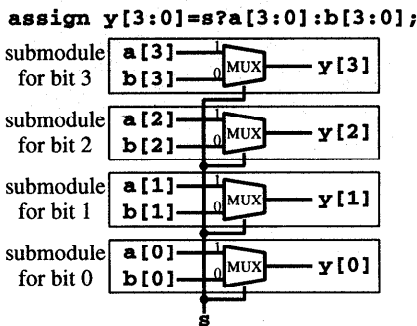 assign y[3:0]=s?a[3:0]:b[3:0];
submodule for bit 3
a[3]
1
b[3]
0
MUX
y[3]
submodule for bit 2
a[2]
1
b[2]
0
MUX
y[2]
submodule for bit 1
a[1]
1
b[1]
0
MUX
y[1]
submodule for bit 0
a[0]
1
b[0]
0
MUX
y[0]
s